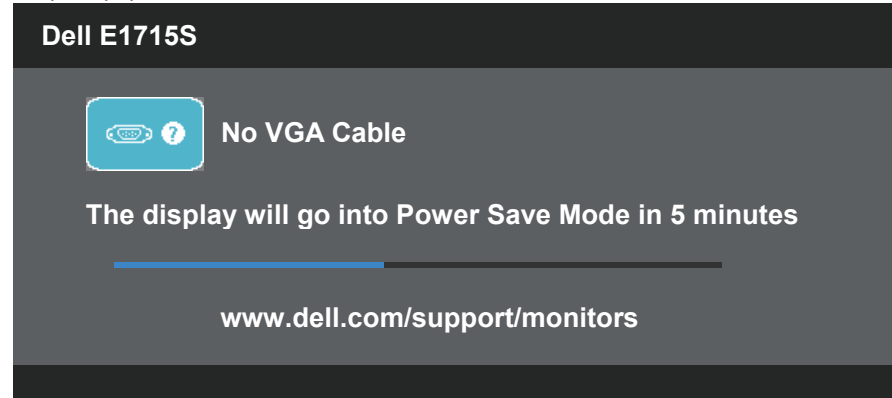 Dell E1715S
No VGA Cable
The display will go into Power Save Mode in 5 minutes
www.dell.com/support/monitors